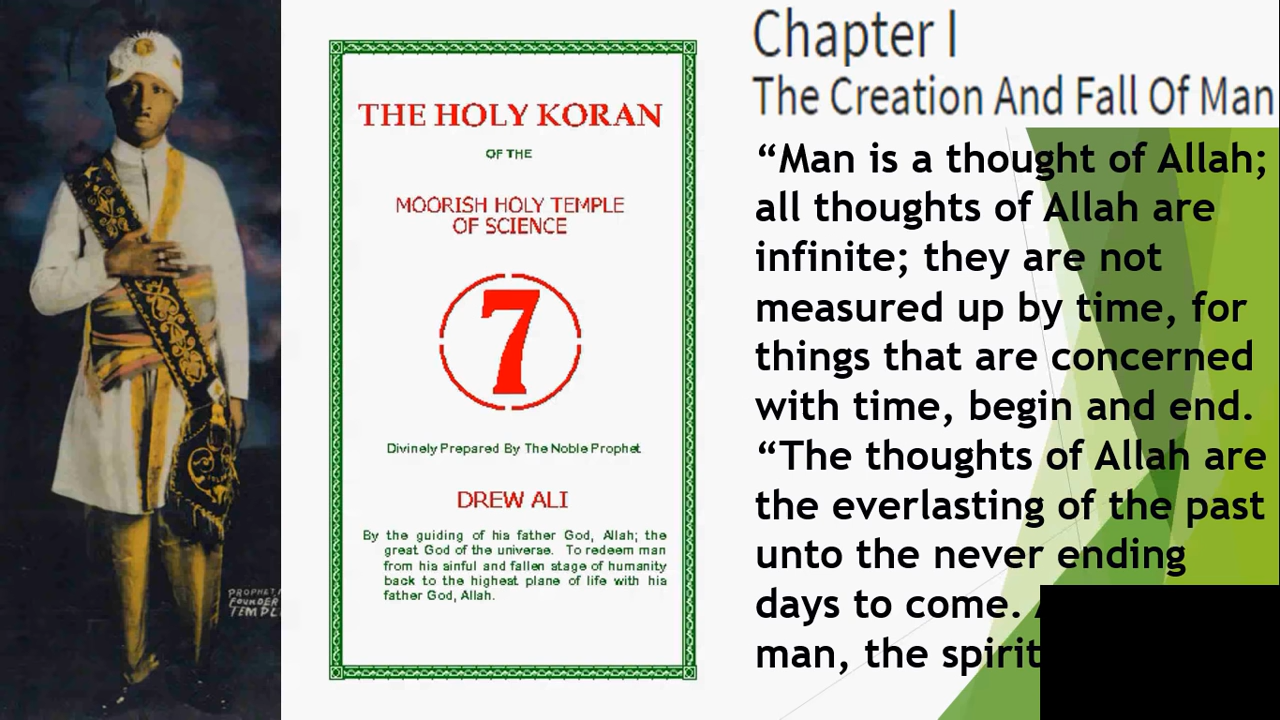 PROPHET
FOUNDER
TEMPL
THE HOLY KORAN
OF THE
MOORISH HOLY TEMPLE
OF SCIENCE
7
Divinely Prepared By The Noble Prophet
DREW ALI
By the guiding of his father God, Allah; the
great God of the universe. To redeem man
from his sinful and fallen stage of humanity
back to the highest plane of life with his
father God, Allah.
Chapter I
The Creation And Fall Of Man
“Man is a thought of Allah;
all thoughts of Allah are
infinite; they are not
measured up by time, for
things that are concerned
with time, begin and end.
“The thoughts of Allah are
the everlasting of the past
unto the never ending
days to come.
man, the spirit